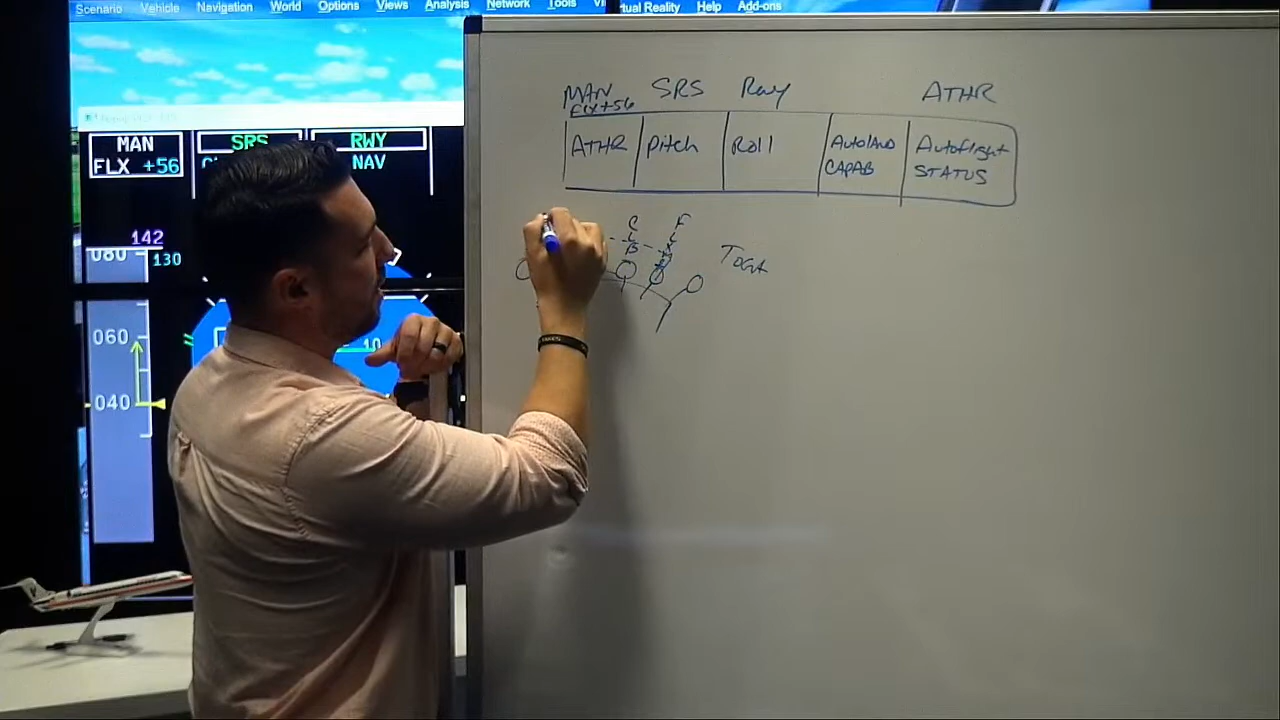 Scenario Vehicle Navigation World Options Views Analysis Network Tools Virtual Reality Help Add-ons
MAN SRS Rwy ATHR
FLX+56
ATHR Pitch Roll Autoland Autoflight
CAPAB STATUS
MAN SRS RWY
FLX +56 NAV
142
080 130
060
040
10
C
L
B
F
L
X
TOGA